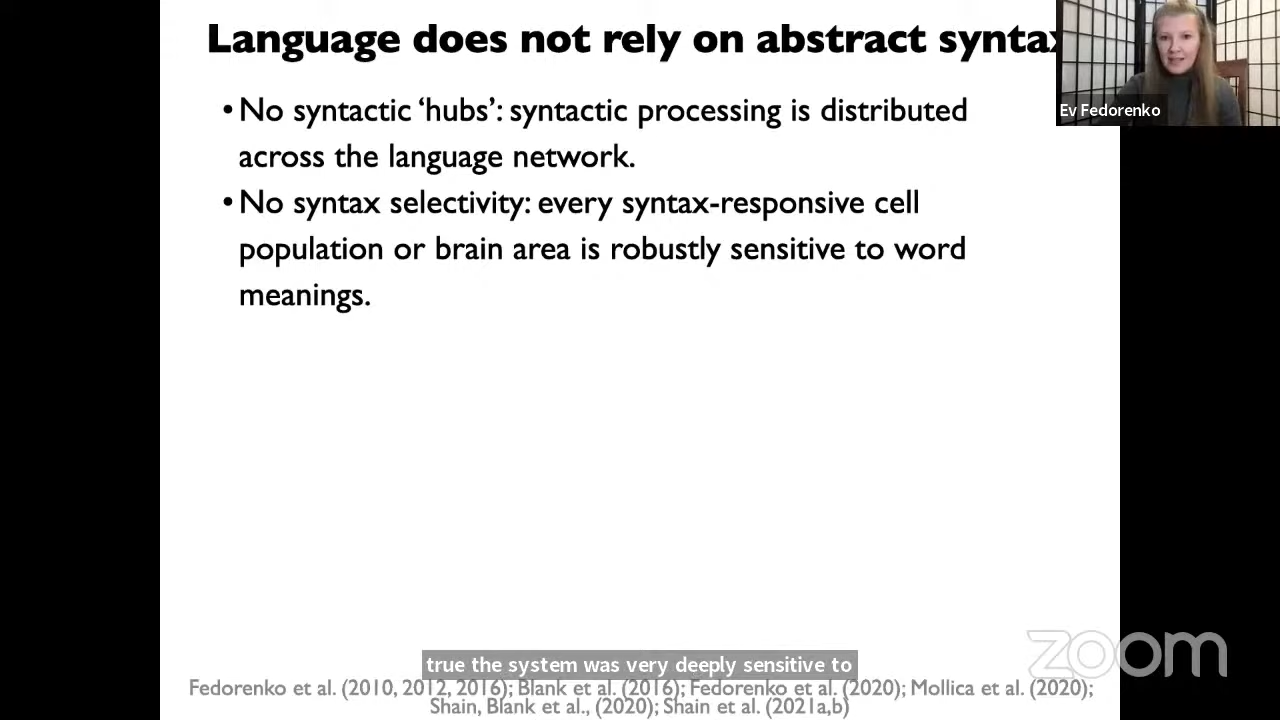 Language does not rely on abstract syntax
Ev Fedorenko
•No syntactic ‘hubs’: syntactic processing is distributed
across the language network.
•No syntax selectivity: every syntax-responsive cell
population or brain area is robustly sensitive to word
meanings.
true the system was very deeply sensitive to
Fedorenko et al. (2010, 2012, 2016); Blank et al. (2016); Fedorenko et al. (2020); Mollica et al. (2020);
Shain, Blank et al., (2020); Shain et al. (2021a,b)
zoom